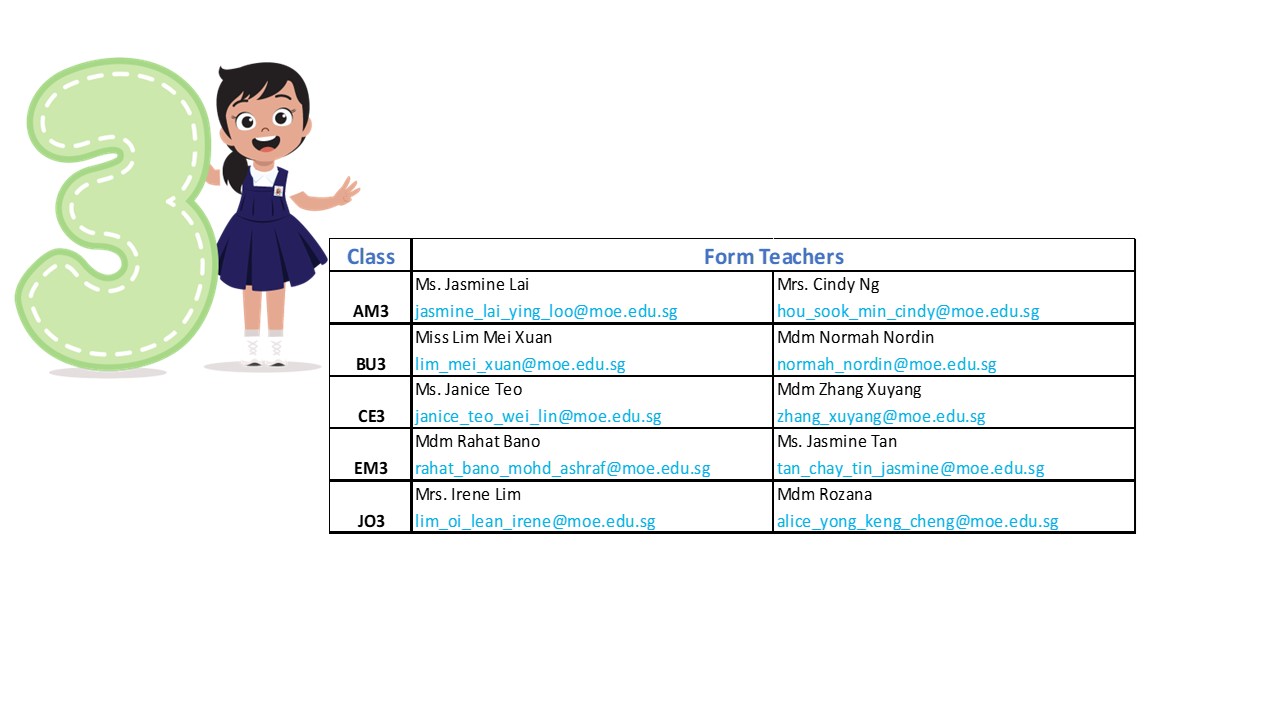 3
Class Form Teachers
Ms. Jasmine Lai Mrs. Cindy Ng
AM3 jasmine_lai_ying_loo@moe.edu.sg hou_sook_min_cindy@moe.edu.sg
Miss Lim Mei Xuan Mdm Normah Nordin
BU3 lim_mei_xuan@moe.edu.sg normah_nordin@moe.edu.sg
Ms. Janice Teo Mdm Zhang Xuyang
CE3 janice_teo_wei_lin@moe.edu.sg zhang_xuyang@moe.edu.sg
Mdm Rahat Bano Ms. Jasmine Tan
EM3 rahat_bano_mohd_ashraf@moe.edu.sg tan_chay_tin_jasmine@moe.edu.sg
Mrs. Irene Lim Mdm Rozana
JO3 lim_oi_lean_irene@moe.edu.sg alice_yong_keng_cheng@moe.edu.sg